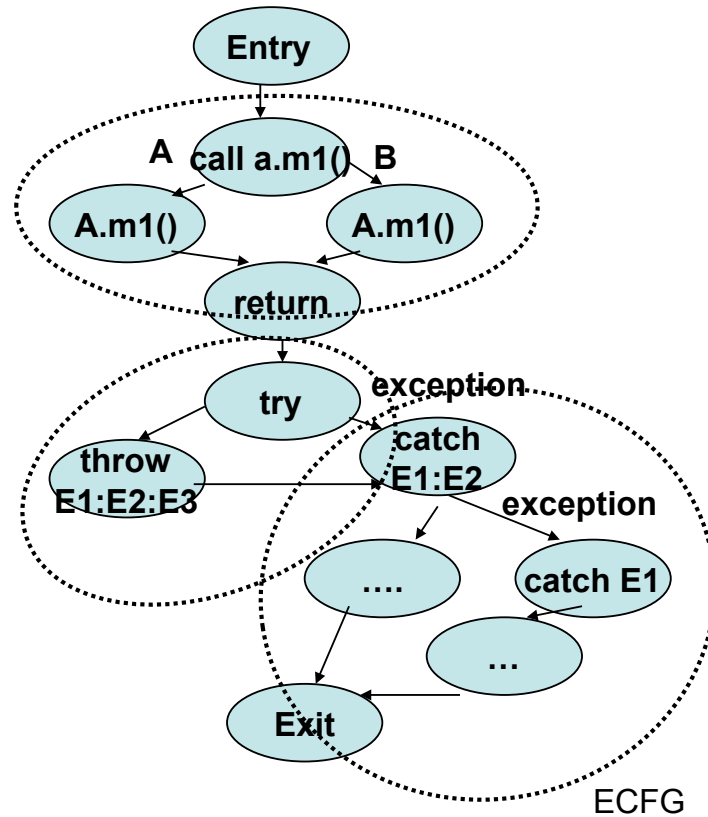 Entry
A
call a.m1()
B
A.m1()
A.m1()
return
try
exception
throw
E1:E2:E3
catch
E1:E2
exception
….
catch E1
…
Exit
ECFG